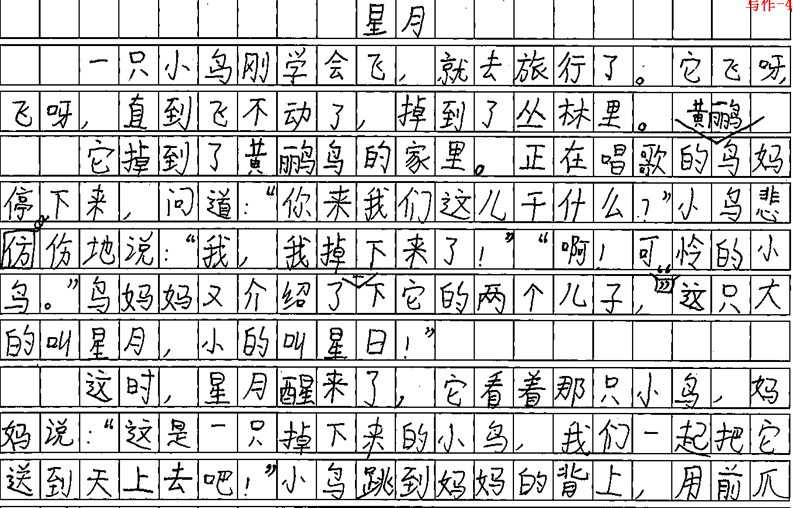 写作-4
星月
一只小鸟刚学会飞，就去旅行了。它飞呀
飞呀，直到飞不动了，掉到了丛林里。黄鹂鸟
它掉到了黄鹂鸟的家里。正在唱歌的鸟妈
停下来，问道：“你来我们这儿干什么？”小鸟悲
伤地说：“我，我掉下来了！”“啊！可怜的小
鸟。”鸟妈妈又介绍了下它的两个儿子，“这只大
的叫星月，小的叫星日！”
这时，星月醒来了，它看着那只小鸟，妈
妈说：“这是一只掉下来的小鸟，我们一起把它
送到天上去吧！”小鸟跳到妈妈的背上，用前爪